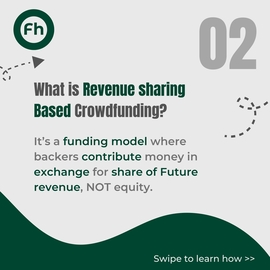 Fh
02
What is Revenue sharing
Based Crowdfunding?
It's a funding model where
backers contribute money in
exchange for share of Future
revenue, NOT equity.
Swipe to learn how >>